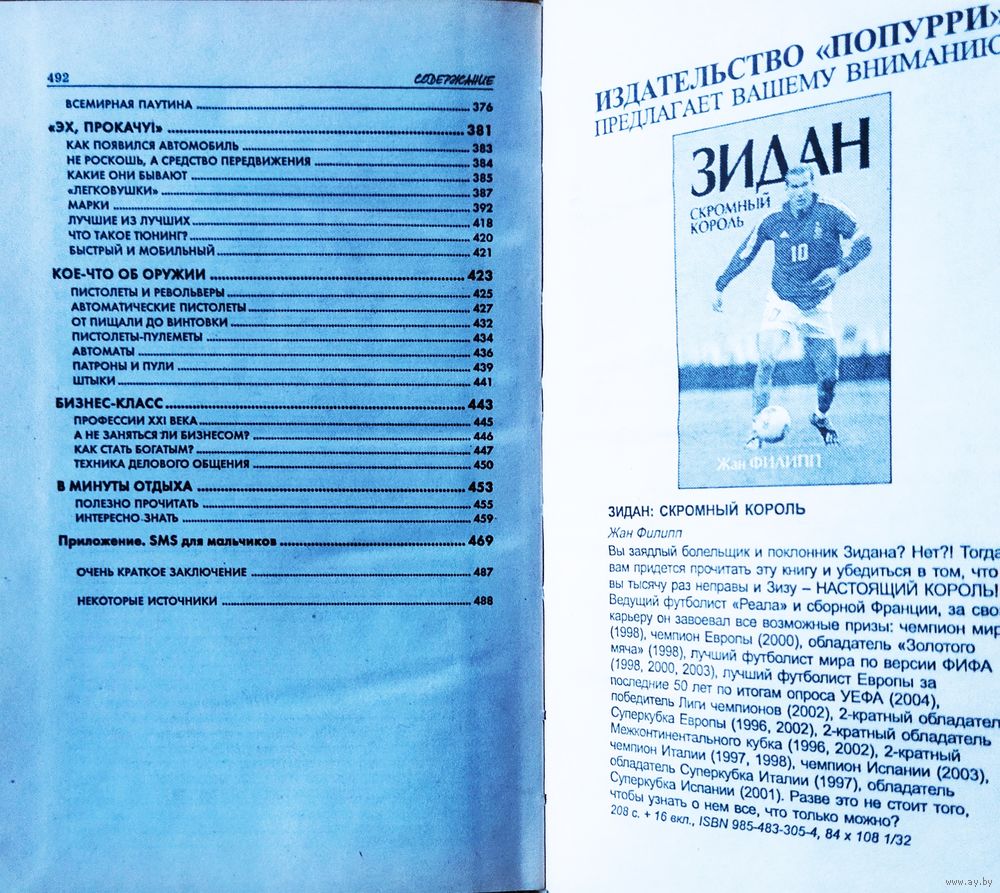 492 СОДЕРЖАНИЕ
ВСЕМИРНАЯ ПАУТИНА 376
«ЭХ, ПРОКАЧУ!» 381
КАК ПОЯВИЛСЯ АВТОМОБИЛЬ 383
НЕ РОСКОШЬ, А СРЕДСТВО ПЕРЕДВИЖЕНИЯ 384
КАКИЕ ОНИ БЫВАЮТ 385
«ЛЕГКОВУШКИ» 387
МАРКИ 392
ЛУЧШИЕ ИЗ ЛУЧШИХ 418
ЧТО ТАКОЕ ТЮНИНГ? 420
БЫСТРЫЙ И МОБИЛЬНЫЙ 421
КОЕ-ЧТО ОБ ОРУЖИИ 423
ПИСТОЛЕТЫ И РЕВОЛЬВЕРЫ 425
АВТОМАТИЧЕСКИЕ ПИСТОЛЕТЫ 427
ОТ ПИЩАЛИ ДО ВИНТОВКИ 432
ПИСТОЛЕТЫ-ПУЛЕМЕТЫ 434
АВТОМАТЫ 436
ПАТРОНЫ И ПУЛИ 439
ШТЫКИ 441
БИЗНЕС-КЛАСС 443
ПРОФЕССИИ XXI ВЕКА 445
А НЕ ЗАНЯТЬСЯ ЛИ БИЗНЕСОМ? 446
КАК СТАТЬ БОГАТЫМ? 447
ТЕХНИКА ДЕЛОВОГО ОБЩЕНИЯ 450
В МИНУТЫ ОТДЫХА 453
ПОЛЕЗНО ПРОЧИТАТЬ 455
ИНТЕРЕСНО ЗНАТЬ 459
Приложение. SMS для мальчиков 469
ОЧЕНЬ КРАТКОЕ ЗАКЛЮЧЕНИЕ 487
НЕКОТОРЫЕ ИСТОЧНИКИ 488
ИЗДАТЕЛЬСТВО «ПОПУРРИ»
ПРЕДЛАГАЕТ ВАШЕМУ ВНИМАНИЮ
ЗИДАН
СКРОМНЫЙ
КОРОЛЬ
10
Жан ФИЛИПП
ЗИДАН: СКРОМНЫЙ КОРОЛЬ
Жан Филипп
Вы заядлый болельщик и поклонник Зидана? Нет?! Тогда
вам придется прочитать эту книгу и убедиться в том, что
вы тысячу раз неправы и Зизу – НАСТОЯЩИЙ КОРОЛЬ!
Ведущий футболист «Реала» и сборной Франции, за сво
карьеру он завоевал все возможные призы: чемпион мир
(1998), чемпион Европы (2000), обладатель «Золотого
мяча» (1998), лучший футболист мира по версии ФИФА
(1998, 2000, 2003), лучший футболист Европы за
последние 50 лет по итогам опроса УЕФА (2004),
победитель Лиги чемпионов (2002), 2-кратный обладател
Суперкубка Европы (1996, 2002), 2-кратный обладатель
Межконтинентального кубка (1996, 2002), 2-кратный
чемпион Италии (1997, 1998), чемпион Испании (2003),
обладатель Суперкубка Италии (1997), обладатель
Суперкубка Испании (2001). Разве это не стоит того,
чтобы узнать о нем все, что только можно?
208 с. + 16 вкл., ISBN 985-483-305-4, 84 x 108 1/32
www.ay.by